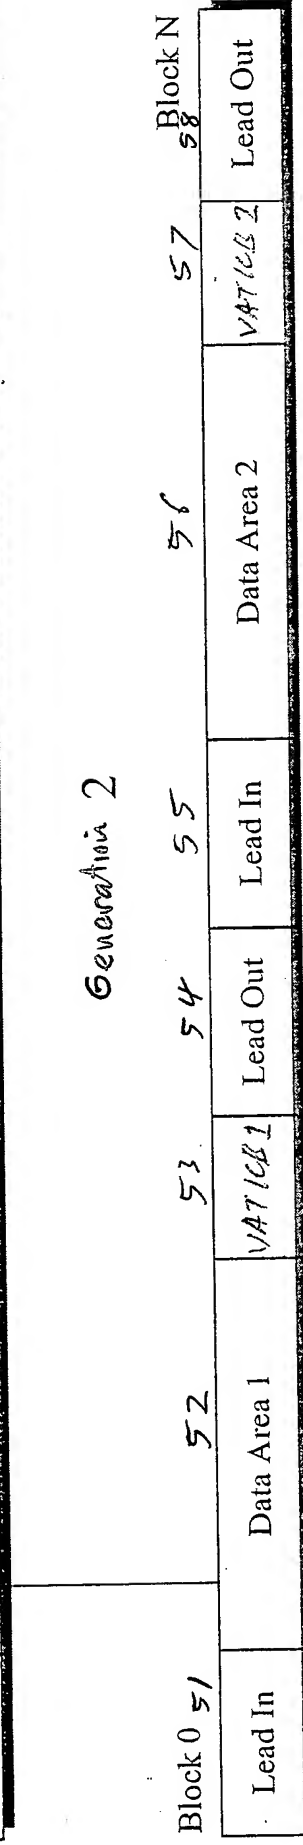 Generation 2
Block 0 51 52 53 54 55 56 57 58 Block N
Lead In Data Area 1 VAT ICB 1 Lead Out Lead In Data Area 2 VAT ICB 2 Lead Out